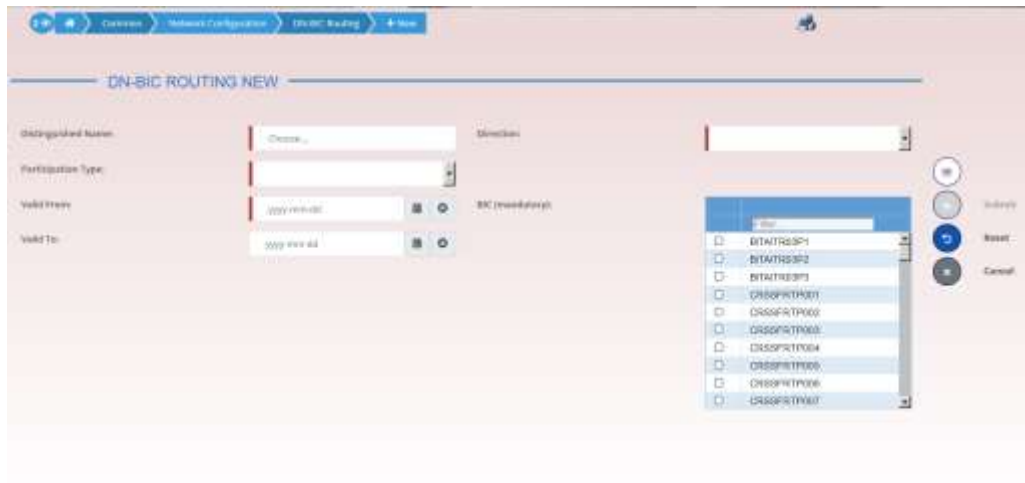 Common
Network Configuration
DN-BIC Routing
New
DN-BIC ROUTING NEW
Distinguished Name:
Choose...
Direction:
Participation Type:
Valid From:
yyyy-mm-dd
BIC (mandatory):
Valid To:
yyyy-mm-dd
Filter
BITAITRS3P1
BITAITRS3P2
BITAITRS3P3
CRSSFRTP001
CRSSFRTP002
CRSSFRTP003
CRSSFRTP004
CRSSFRTP005
CRSSFRTP006
CRSSFRTP007
Submit
Reset
Cancel